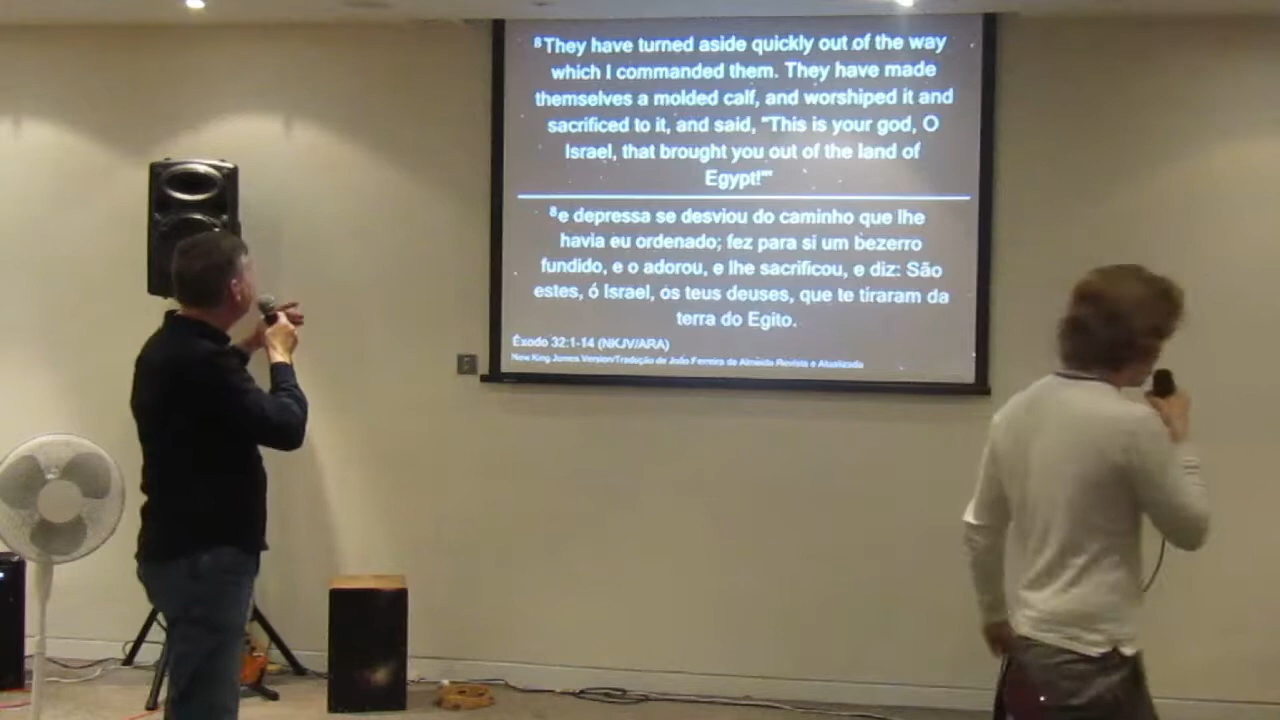 ⁸They have turned aside quickly out of the way
which I commanded them. They have made
themselves a molded calf, and worshiped it and
sacrificed to it, and said, "This is your god, O
Israel, that brought you out of the land of
Egypt!'"
⁸e depressa se desviou do caminho que lhe
havia eu ordenado; fez para si um bezerro
fundido, e o adorou, e lhe sacrificou, e diz: São
estes, ó Israel, os teus deuses, que te tiraram da
terra do Egito.
Êxodo 32:1-14 (NKJV/ARA)
New King James Version/Tradução de João Ferreira de Almeida Revista e Atualizada